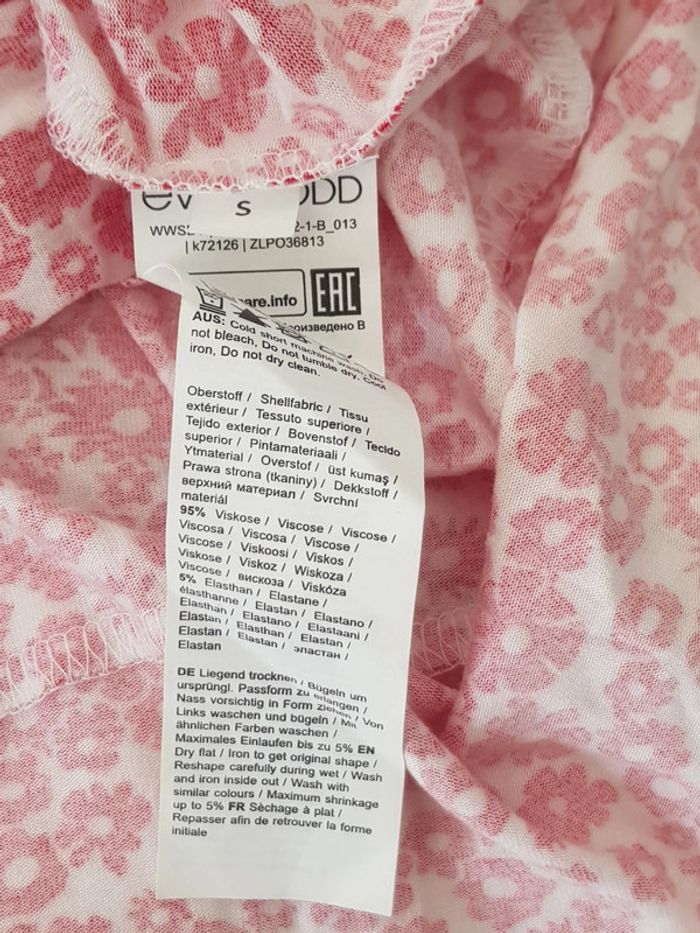 S
2-1-B_013
| k72126 | ZLPO36813
are.info EAC
AUS: Cold short machine wash, Do
not bleach, Do not tumble dry, Cool
iron, Do not dry clean.
Oberstoff / Shellfabric / Tissu
extérieur / Tessuto superiore /
Tejido exterior / Bovenstof / Tecido
superior / Pintamateriaali /
Ytmaterial / Overstof / üst kumaş /
Prawa strona (tkaniny) / Dekkstoff /
верхний материал / Svrchní
materiál
95% Viskose / Viscose / Viscose /
Viscosa / Viscosa / Viscose /
Viscose / Viskoosi / Viskos /
Viskose / Viskoz / Wiskoza /
Viscose / вискоза / Viskóza
5% Elasthan / Elastane /
élasthanne / Elastan / Elastano /
Elasthan / Elastano / Elastaani /
Elastan / Elasthan / Elastan /
Elastan / Elastan / эластан /
Elastan
DE Liegend trocknen / Bügeln um
ursprüngl. Passform zu erlangen /
Nass vorsichtig in Form ziehen / Von
Links waschen und bügeln / Mit
ähnlichen Farben waschen /
Maximales Einlaufen bis zu 5% EN
Dry flat / Iron to get original shape /
Reshape carefully during wet / Wash
and iron inside out / Wash with
similar colours / Maximum shrinkage
up to 5% FR Sèchage à plat /
Repasser afin de retrouver la forme
initiale